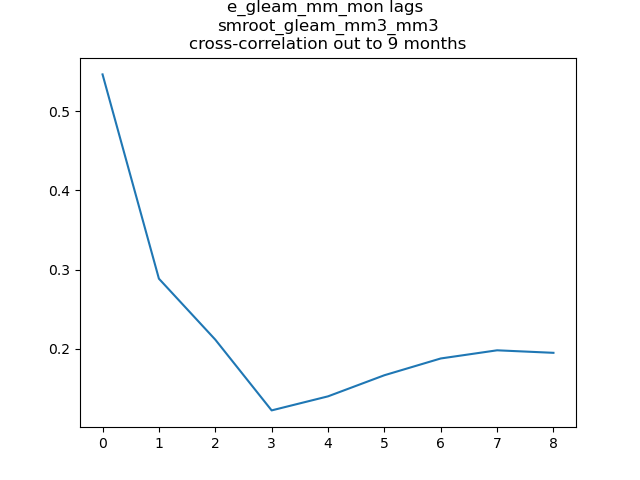 e_gleam_mm_mon lags
smroot_gleam_mm3_mm3
cross-correlation out to 9 months
0.5
0.4
0.3
0.2
0 1 2 3 4 5 6 7 8